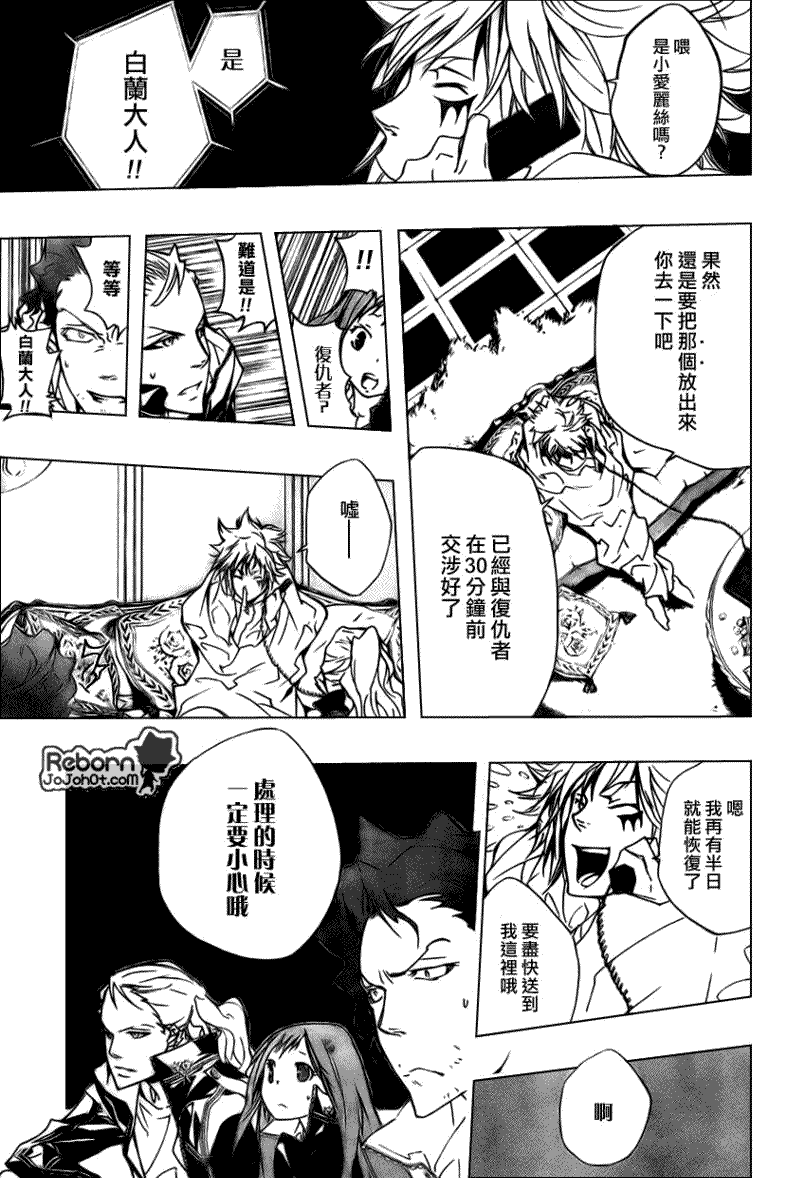 喂
是小愛麗絲嗎？
是
白蘭大人!!
果然
還是要把那個放出來
你去一下吧
已經與復仇者
在30分鐘前
交涉好了
!!
復仇者？
難道是!!
等等
白蘭大人!!
噓——
嗯
我再有半日
就能恢復了
要盡快送到
我這裡哦
啊
處理的時候
一定要小心哦
Reborn
JoJoHot.com